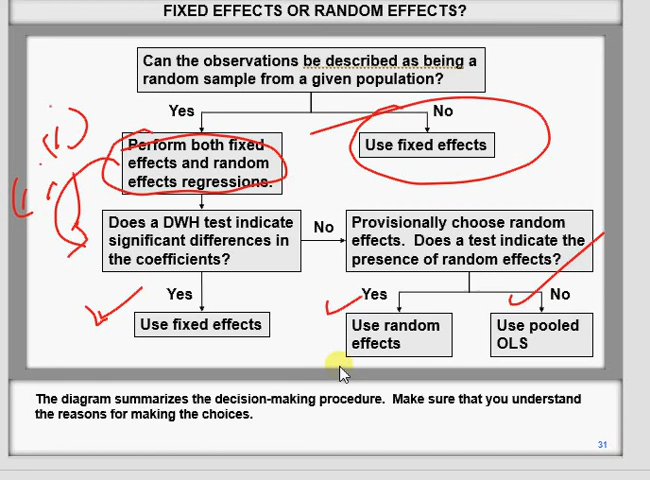 FIXED EFFECTS OR RANDOM EFFECTS?
Can the observations be described as being a
random sample from a given population?
Yes
No
Perform both fixed
effects and random
effects regressions.
Use fixed effects
Does a DWH test indicate
significant differences in
the coefficients?
No
Provisionally choose random
effects. Does a test indicate the
presence of random effects?
Yes
Yes
No
Use fixed effects
Use random
effects
Use pooled
OLS
The diagram summarizes the decision-making procedure. Make sure that you understand
the reasons for making the choices.
31